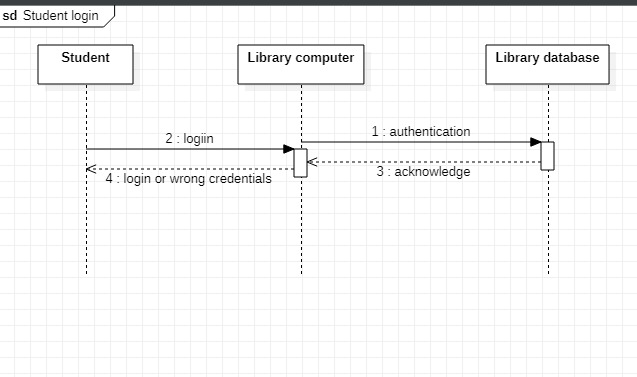 sd Student login
Student
Library computer
Library database
1 : authentication
2 : logiin
3 : acknowledge
4 : login or wrong credentials